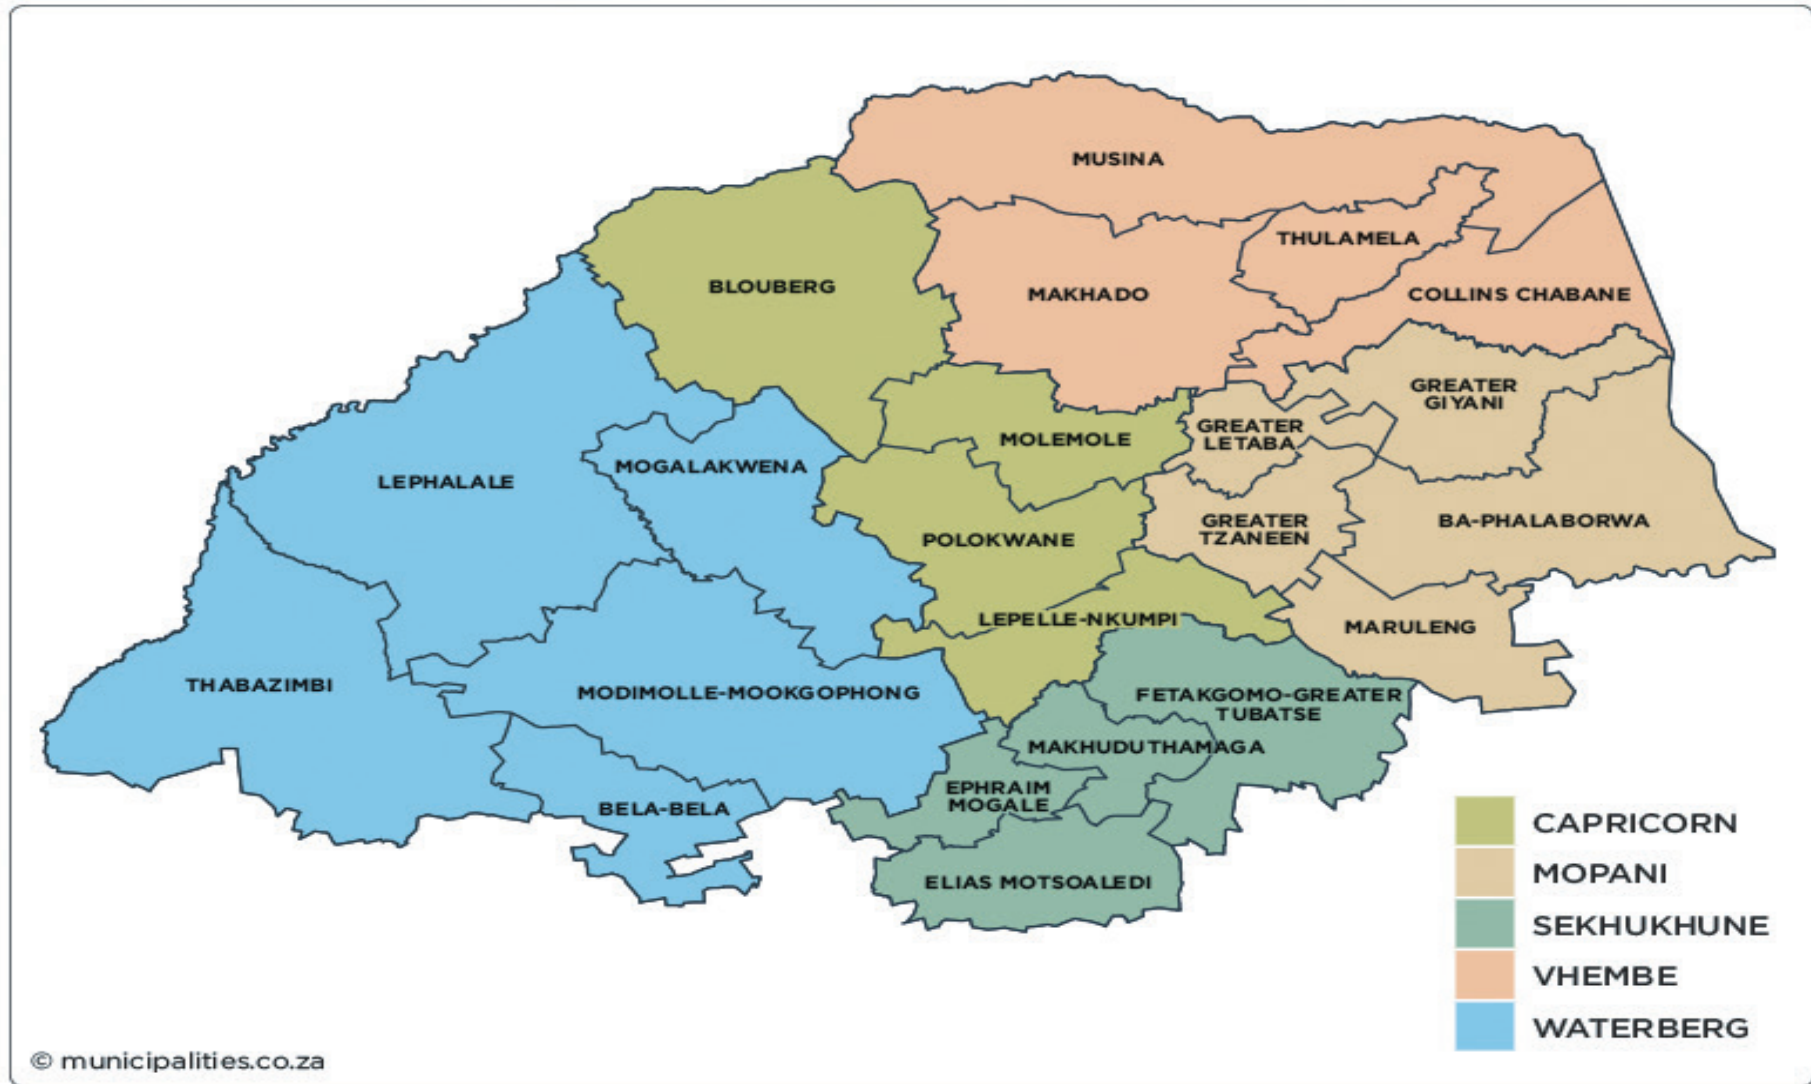 MUSINA
THULAMELA
BLOUBERG
MAKHADO
COLLINS CHABANE
GREATER
GIYANI
GREATER
LETABA
MOLEMOLE
MOGALAKWENA
LEPHALALE
POLOKWANE
GREATER
TZANEEN
BA-PHALABORWA
LEPELLE-NKUMPI
MARULENG
THABAZIMBI
MODIMOLLE-MOOKGOPHONG
FETAKGOMO-GREATER
TUBATSE
MAKHUDUTHAMAGA
EPHRAIM
MOGALE
BELA-BELA
ELIAS MOTSOALEDI
CAPRICORN
MOPANI
SEKHUKHUNE
VHEMBE
WATERBERG
© municipalities.co.za